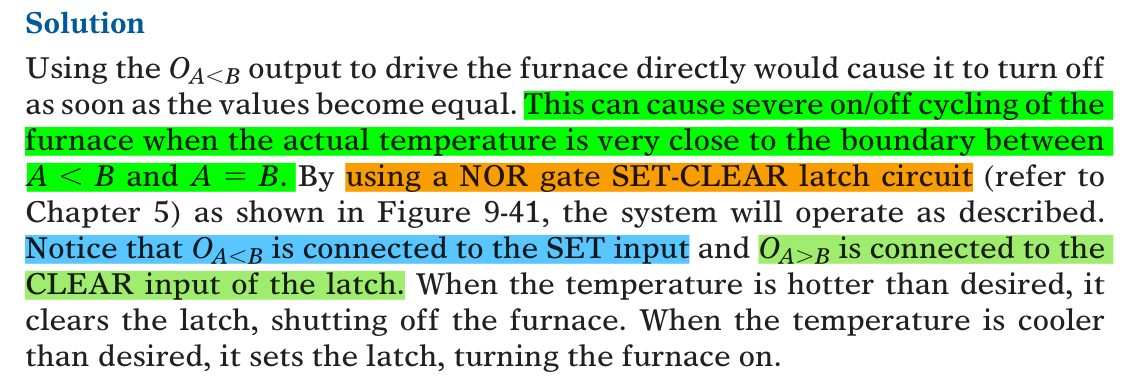 Solution
Using the O_A<B output to drive the furnace directly would cause it to turn off
as soon as the values become equal. This can cause severe on/off cycling of the
furnace when the actual temperature is very close to the boundary between
A < B and A = B. By using a NOR gate SET-CLEAR latch circuit (refer to
Chapter 5) as shown in Figure 9-41, the system will operate as described.
Notice that O_A<B is connected to the SET input and O_A>B is connected to the
CLEAR input of the latch. When the temperature is hotter than desired, it
clears the latch, shutting off the furnace. When the temperature is cooler
than desired, it sets the latch, turning the furnace on.